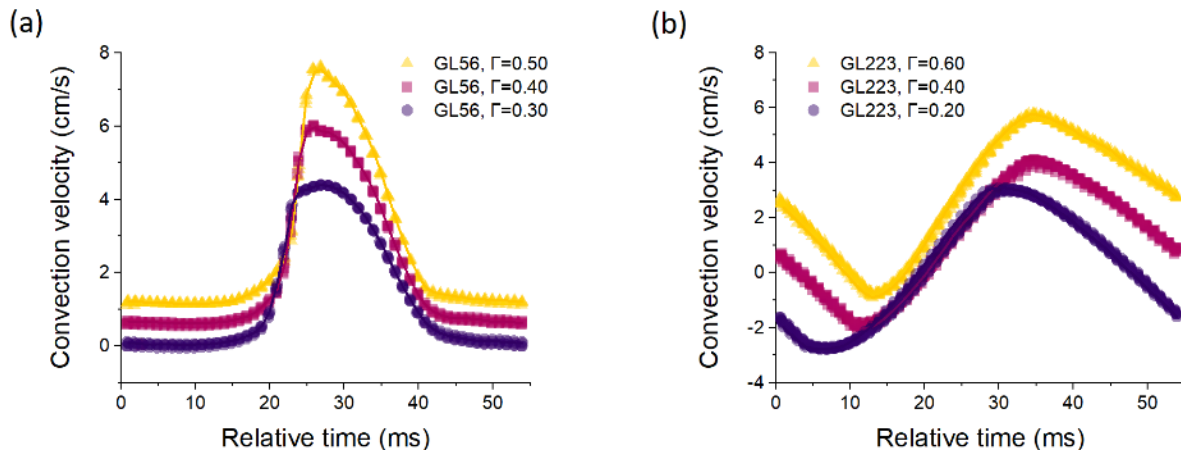 (a)
Convection velocity (cm/s)
8
6
4
2
0
0 10 20 30 40 50
Relative time (ms)
GL56, Γ=0.50
GL56, Γ=0.40
GL56, Γ=0.30
(b)
Convection velocity (cm/s)
8
6
4
2
0
-2
-4
0 10 20 30 40 50
Relative time (ms)
GL223, Γ=0.60
GL223, Γ=0.40
GL223, Γ=0.20